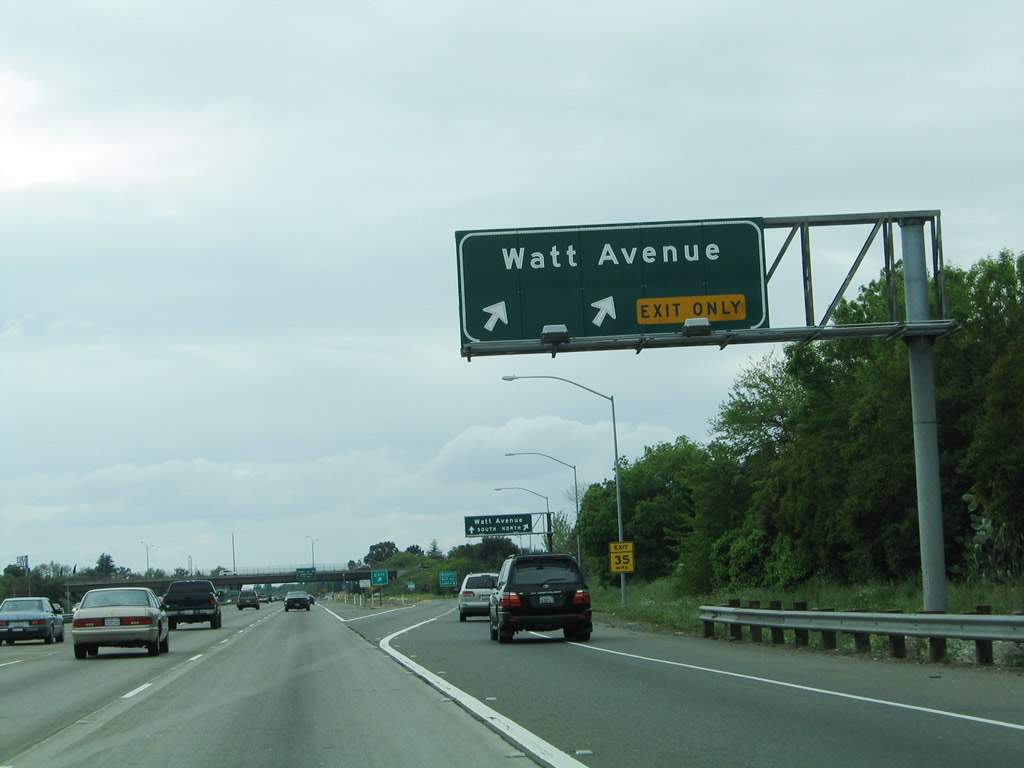 Watt Avenue
EXIT ONLY
Watt Avenue
SOUTH NORTH
EXIT
35
MPH